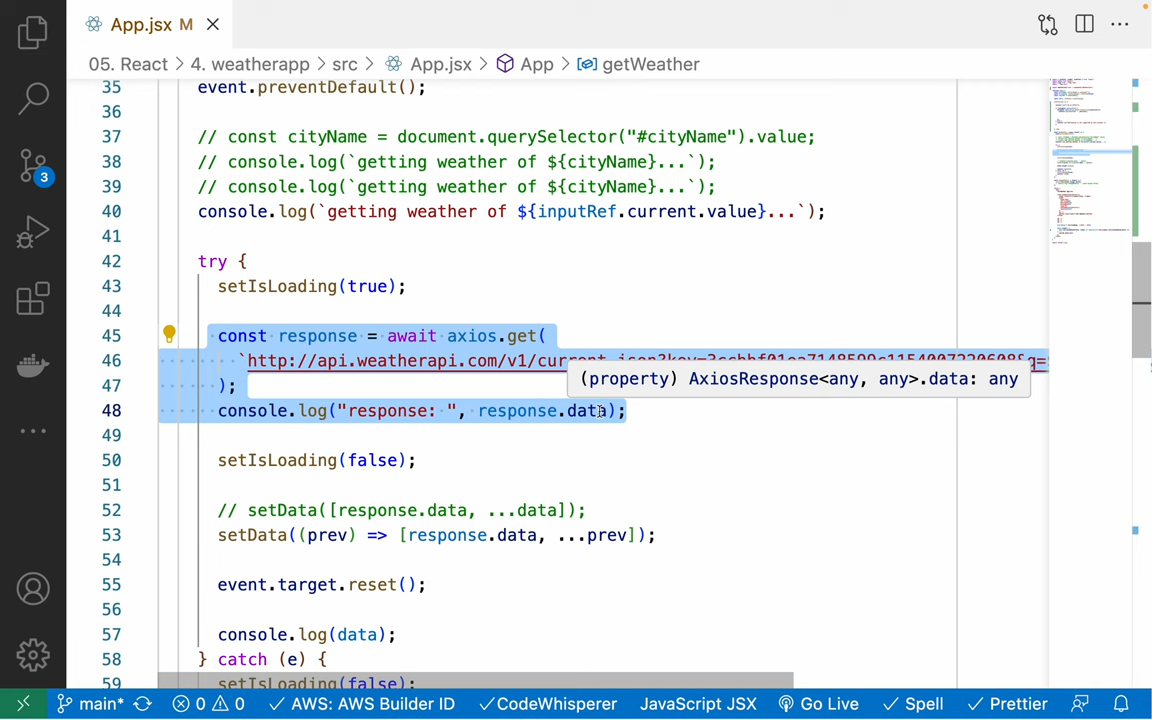 App.jsx M
05. React > 4. weatherapp > src > App.jsx > App > getWeather
35 event.preventDefault();
36
37 // const cityName = document.querySelector("#cityName").value;
38 // console.log(`getting weather of ${cityName}...`);
39 // console.log(`getting weather of ${cityName}...`);
40 console.log(`getting weather of ${inputRef.current.value}...`);
41
42 try {
43 setIsLoading(true);
44
45 const response = await axios.get(
46 `http://api.weatherapi.com/v1/current.json?key=
(property) AxiosResponse<any, any>.data: any
47 );
48 console.log("response: ", response.data);
49
50 setIsLoading(false);
51
52 // setData([response.data, ...data]);
53 setData((prev) => [response.data, ...prev]);
54
55 event.target.reset();
56
57 console.log(data);
58 } catch (e) {
59 setIsLoading(false);
3
main* 0 0 AWS: AWS Builder ID CodeWhisperer JavaScript JSX Go Live Spell Prettier